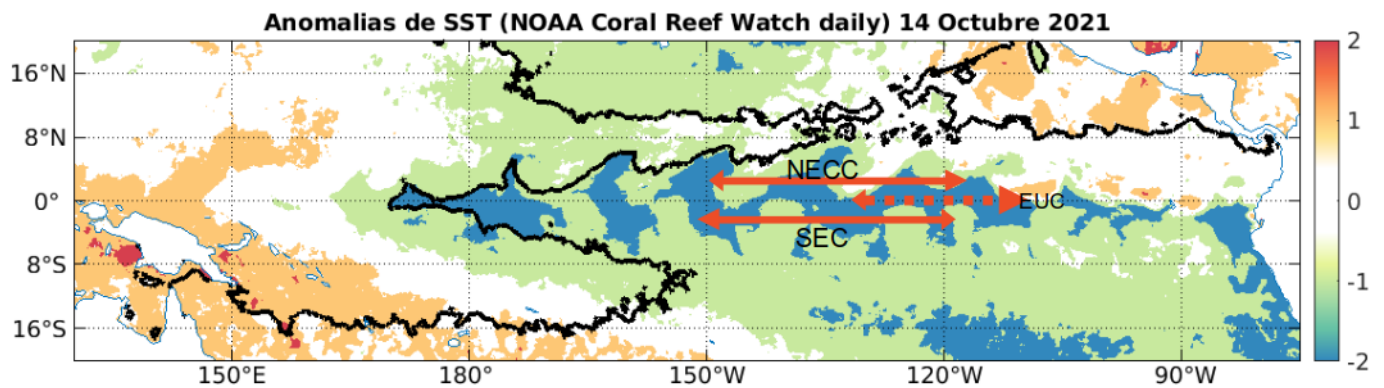 Anomalias de SST (NOAA Coral Reef Watch daily) 14 Octubre 2021
16°N
8°N
0°
8°S
16°S
NECC
EUC
SEC
150°E
180°
150°W
120°W
90°W
2
1
0
-1
-2